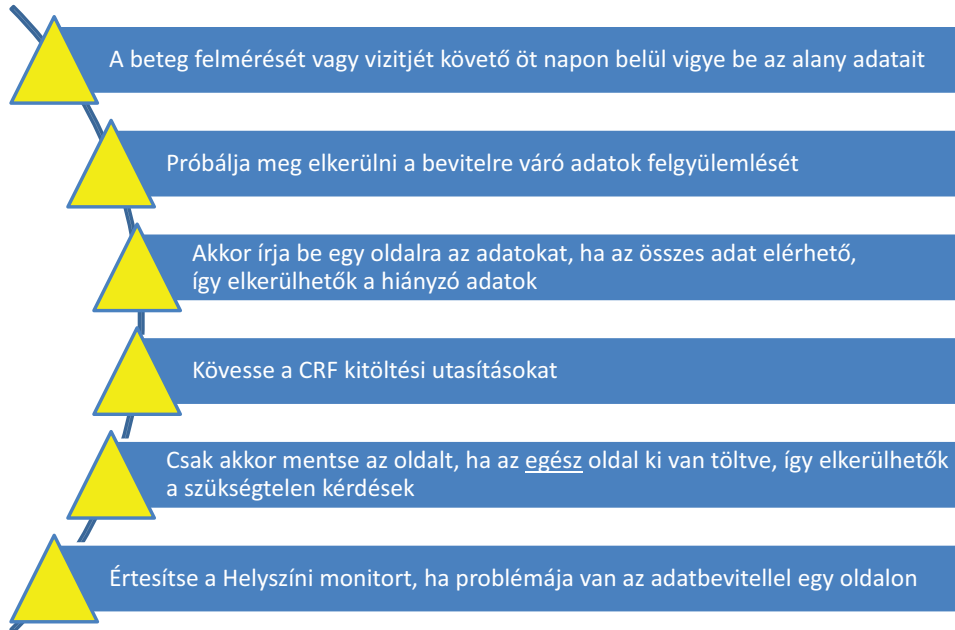 A beteg felmérését vagy vizitjét követő öt napon belül vigye be az alany adatait
Próbálja meg elkerülni a bevitelre váró adatok felgyülemlését
Akkor írja be egy oldalra az adatokat, ha az összes adat elérhető,
így elkerülhetők a hiányzó adatok
Kövesse a CRF kitöltési utasításokat
Csak akkor mentse az oldalt, ha az egész oldal ki van töltve, így elkerülhetők
a szükségtelen kérdések
Értesítse a Helyszíni monitort, ha problémája van az adatbevitellel egy oldalon